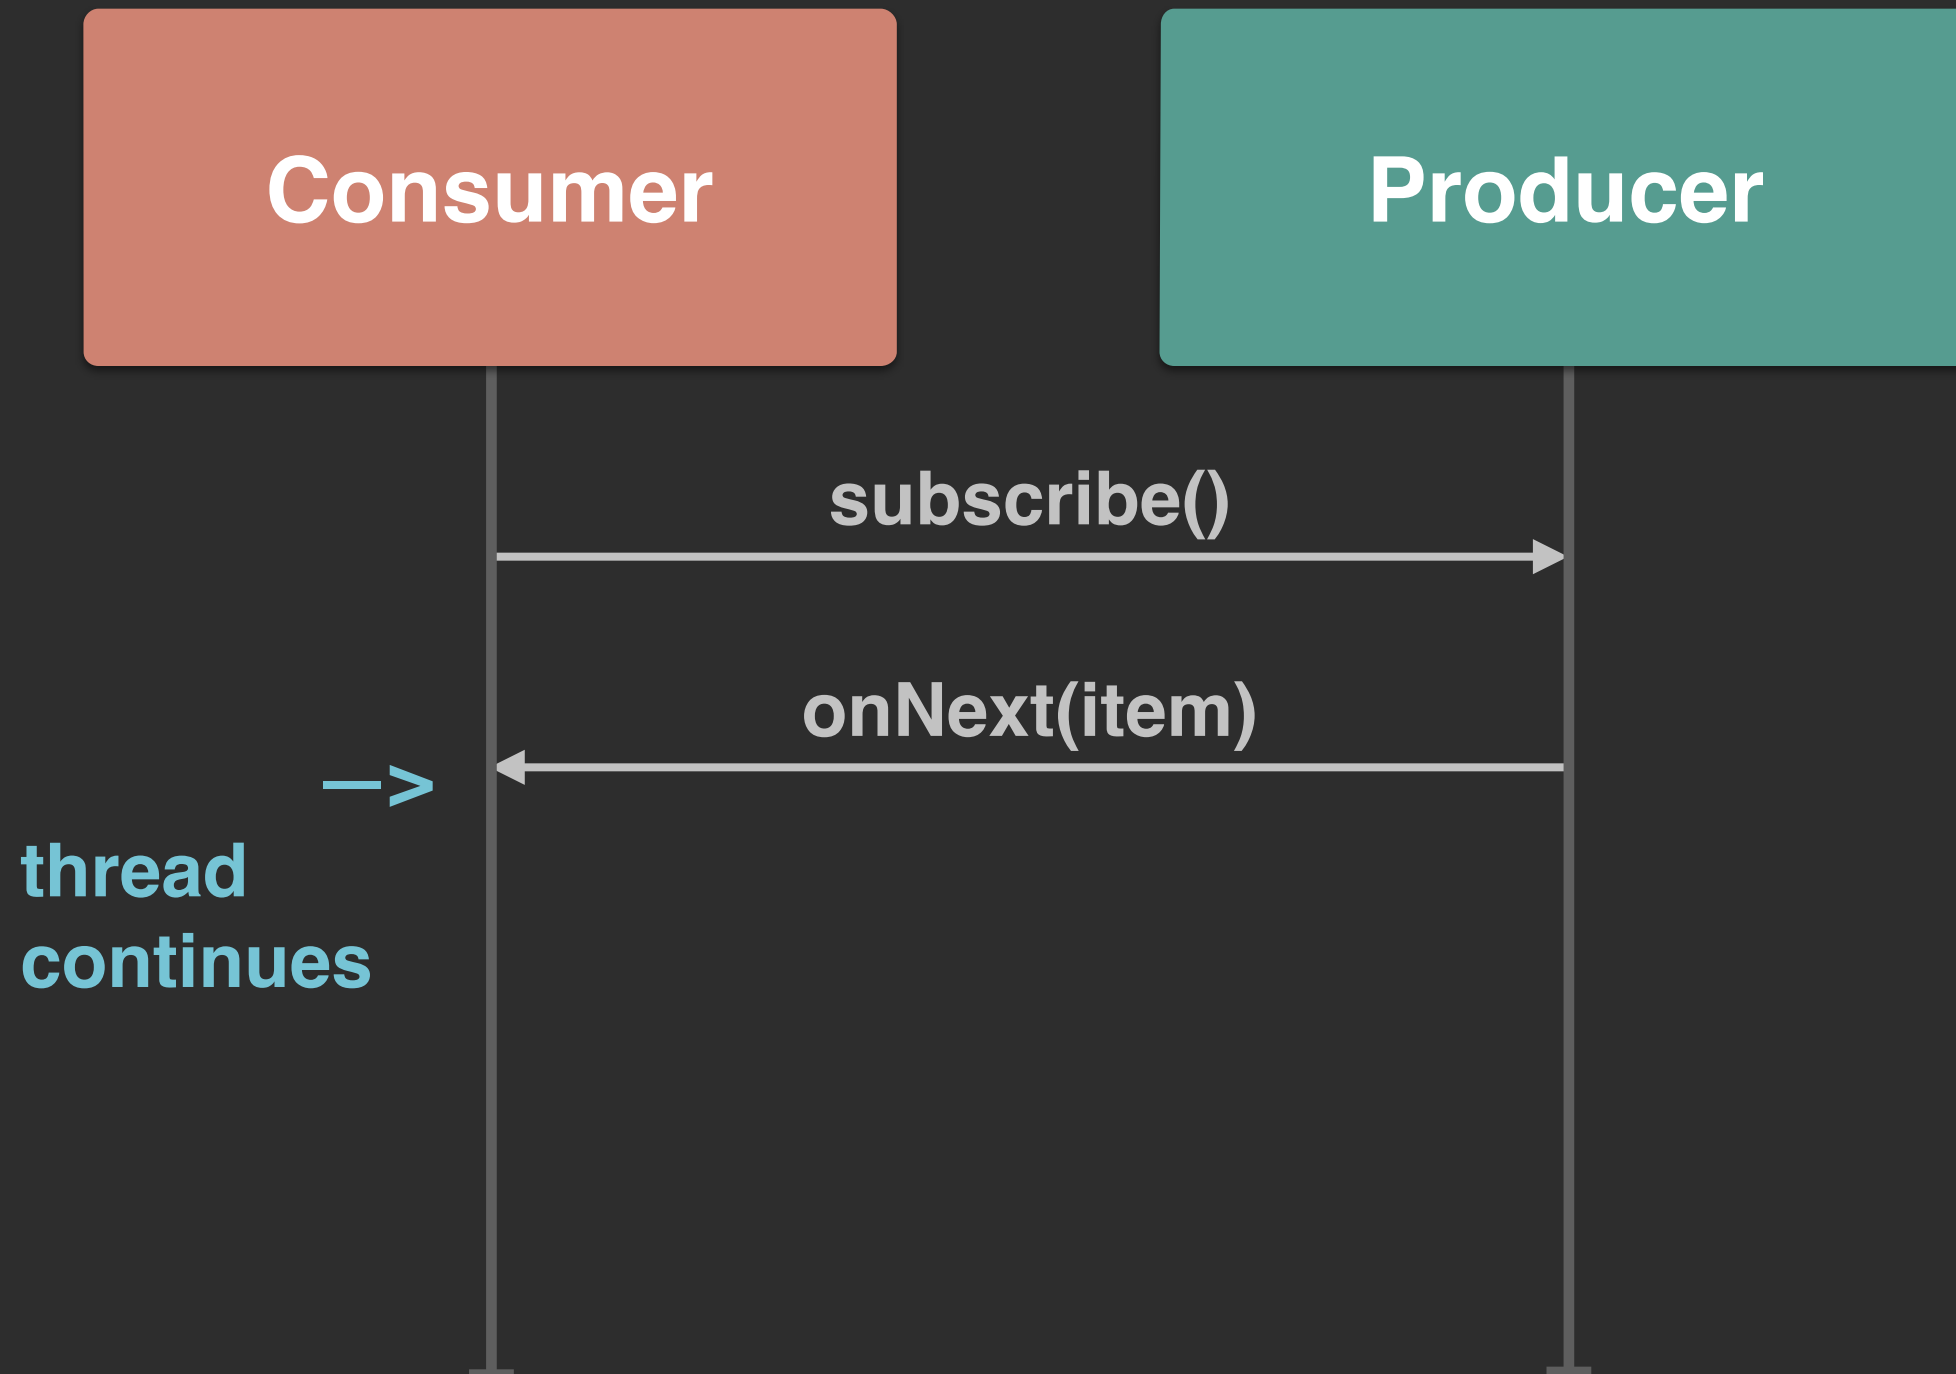 Consumer
Producer
subscribe()
onNext(item)
—>
thread
continues